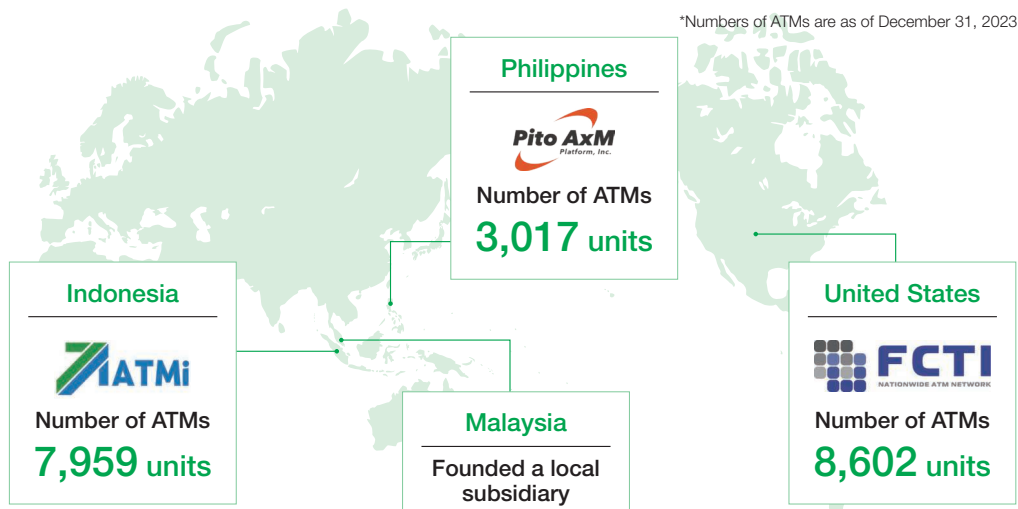 *Numbers of ATMs are as of December 31, 2023
Philippines
Pito AxM
Platform, Inc.
Number of ATMs
3,017 units
Indonesia
7ATMi
Number of ATMs
7,959 units
Malaysia
Founded a local
subsidiary
United States
FCTI
NATIONWIDE ATM NETWORK
Number of ATMs
8,602 units